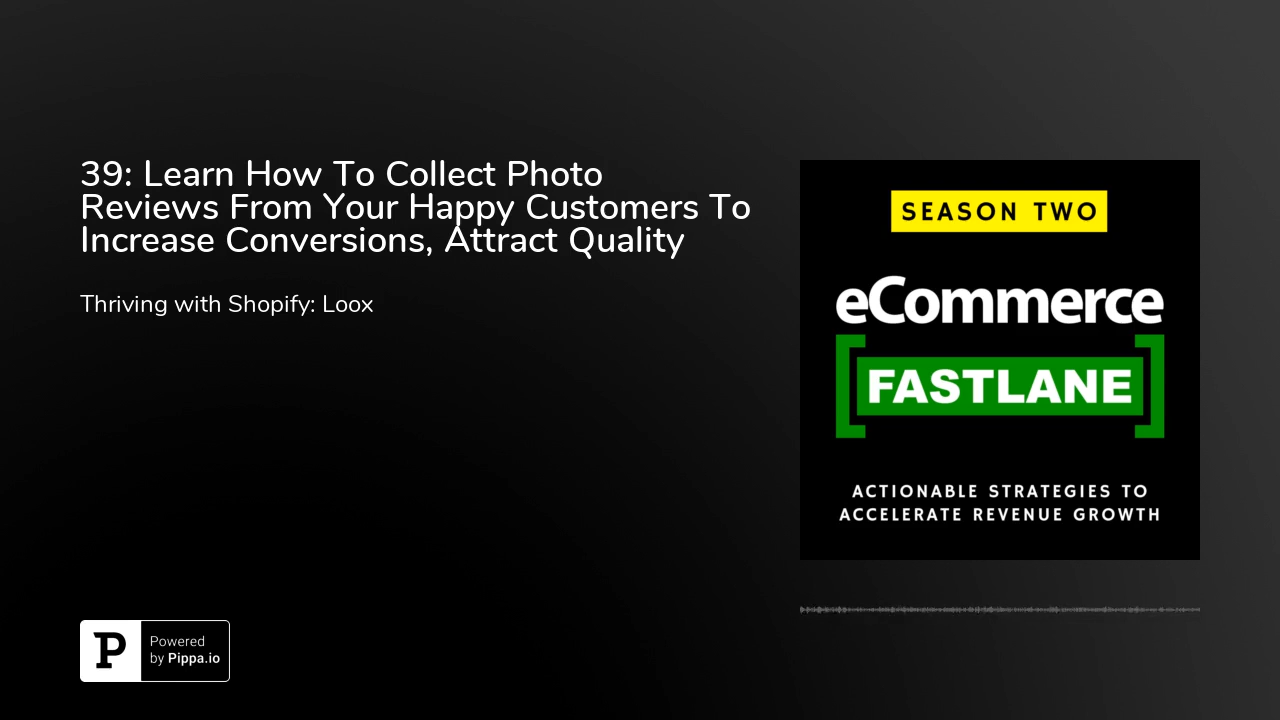 39: Learn How To Collect Photo
Reviews From Your Happy Customers To
Increase Conversions, Attract Quality
Thriving with Shopify: Loox
SEASON TWO
eCommerce
FASTLANE
ACTIONABLE STRATEGIES TO
ACCELERATE REVENUE GROWTH
P
Powered
by Pippa.io